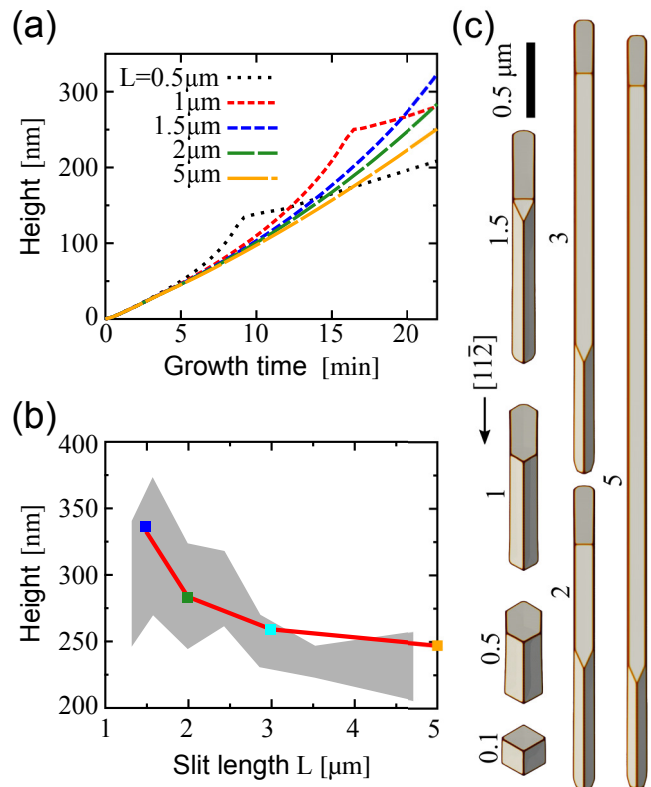 (a)
Height [nm]
300
200
100
0
L=0.5μm
1μm
1.5μm
2μm
5μm
0
5
10
15
20
Growth time [min]
(b)
Height [nm]
400
350
300
250
200
1
2
3
4
5
Slit length L [μm]
(c)
0.5 μm
1.5
3
[11̄2̄]
1
5
2
0.5
0.1